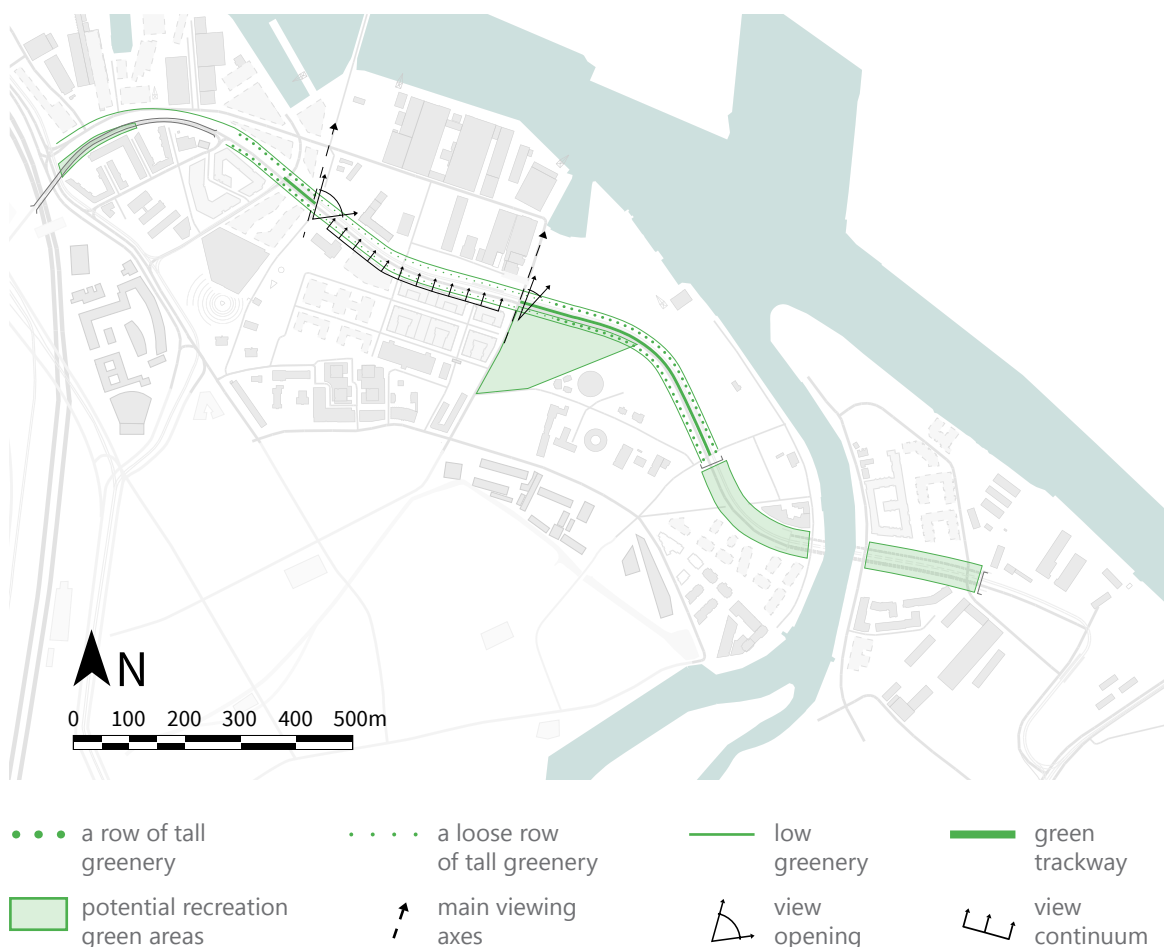 N
0 100 200 300 400 500m
a row of tall
greenery
a loose row
of tall greenery
low
greenery
green
trackway
potential recreation
green areas
main viewing
axes
view
opening
view
continuum